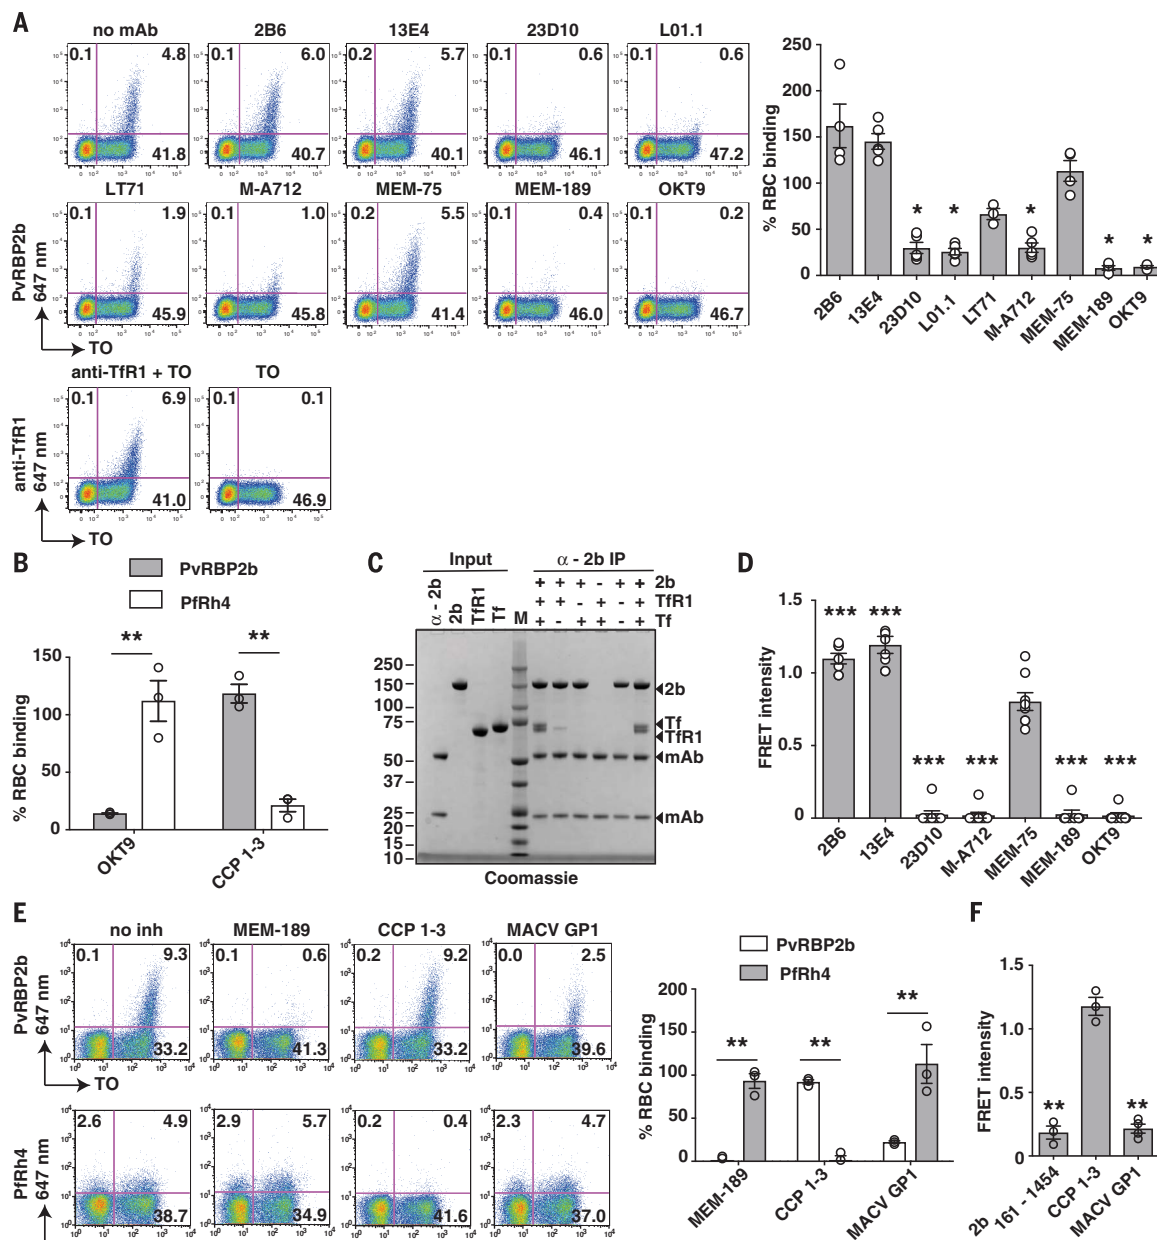 A
no mAb 2B6 13E4 23D10 L01.1
0.1 4.8 0.1 6.0 0.2 5.7 0.1 0.6 0.1 0.6
41.8 40.7 40.1 46.1 47.2
LT71 M-A712 MEM-75 MEM-189 OKT9
0.1 1.9 0.1 1.0 0.2 5.5 0.1 0.4 0.1 0.2
45.9 45.8 41.4 46.0 46.7
PvRBP2b
647 nm
TO
anti-TfR1 + TO TO
0.1 6.9 0.1 0.1
41.0 46.9
anti-TfR1
647 nm
TO
% RBC binding
250
200
150
100
50
0
* * * * *
2B6 13E4 23D10 L01.1 LT71 M-A712 MEM-75 MEM-189 OKT9
B
PvRBP2b
PfRh4
% RBC binding
150
100
50
0
** **
OKT9 CCP 1-3
C
Input α - 2b IP
α - 2b 2b TfR1 Tf M
+ + + - + + 2b
+ + - + - + TfR1
+ - + + - + Tf
250
150
100
75
50
37
25
20
15
10
2b
Tf
TfR1
mAb
mAb
Coomassie
D
FRET intensity
1.5
1.0
0.5
0
*** *** *** *** *** ***
2B6 13E4 23D10 M-A712 MEM-75 MEM-189 OKT9
E
no inh MEM-189 CCP 1-3 MACV GP1
0.1 9.3 0.1 0.6 0.2 9.2 0.0 2.5
33.2 41.3 33.2 39.6
PvRBP2b
647 nm
TO
2.6 4.9 2.9 5.7 0.2 0.4 2.3 4.7
38.7 34.9 41.6 37.0
PfRh4
647 nm
PvRBP2b
PfRh4
% RBC binding
200
150
100
50
0
** ** **
MEM-189 CCP 1-3 MACV GP1
F
FRET intensity
1.5
1.0
0.5
0
** **
2b 161 - 1454 CCP 1-3 MACV GP1